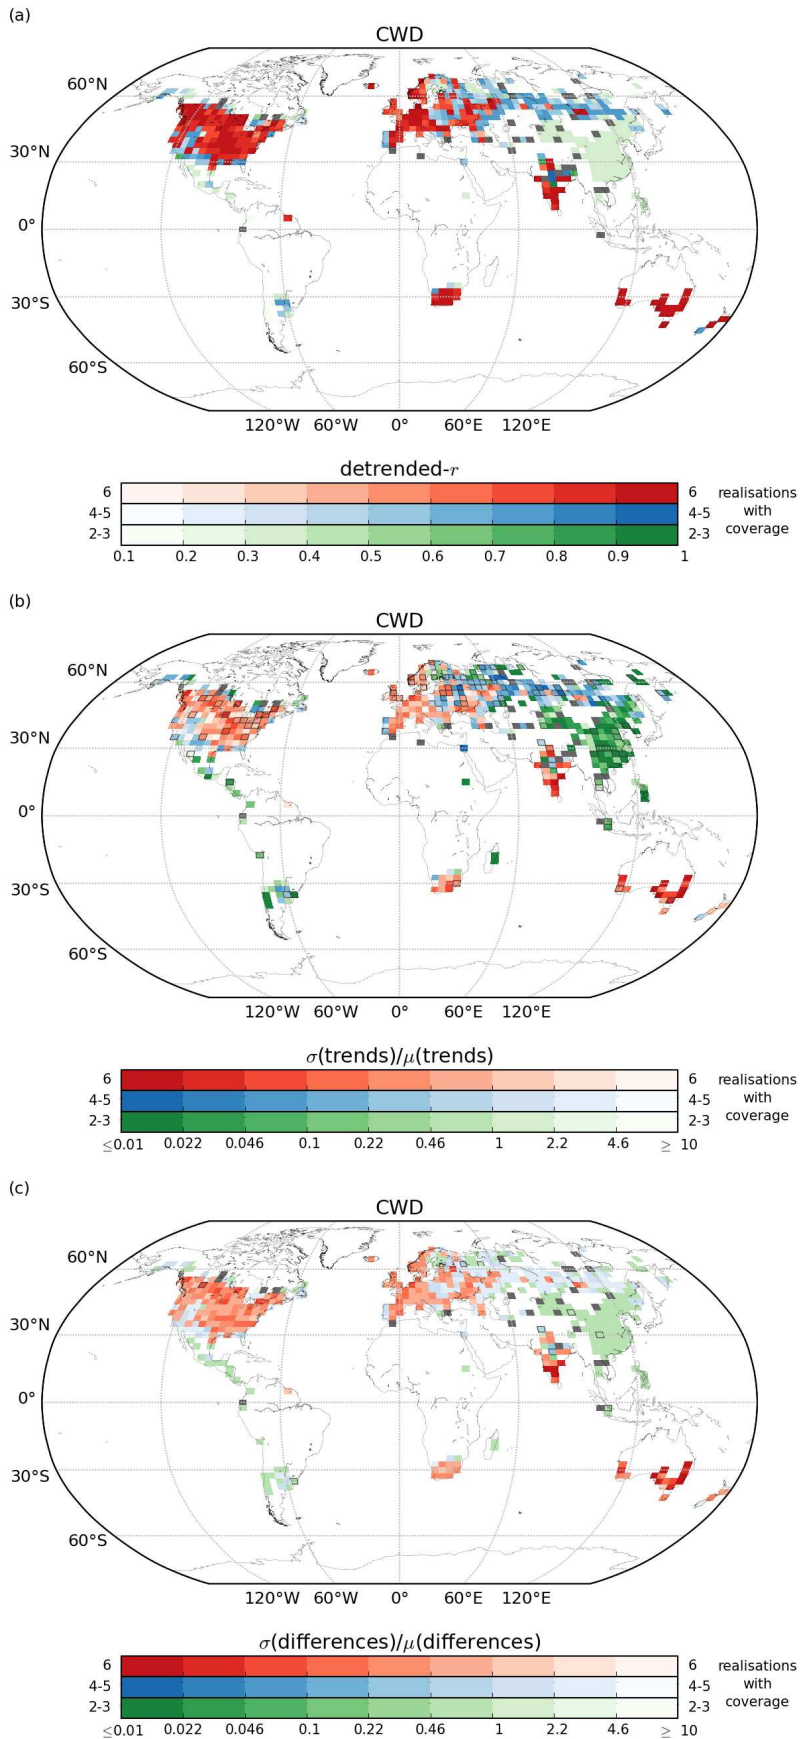 (a)
CWD
60°N
30°N
0°
30°S
60°S
120°W 60°W 0° 60°E 120°E
detrended-r
6 6 realisations
4-5 4-5 with
2-3 2-3 coverage
0.1 0.2 0.3 0.4 0.5 0.6 0.7 0.8 0.9 1
(b)
CWD
60°N
30°N
0°
30°S
60°S
120°W 60°W 0° 60°E 120°E
σ(trends)/μ(trends)
6 6 realisations
4-5 4-5 with
2-3 2-3 coverage
≤0.01 0.022 0.046 0.1 0.22 0.46 1 2.2 4.6 ≥ 10
(c)
CWD
60°N
30°N
0°
30°S
60°S
120°W 60°W 0° 60°E 120°E
σ(differences)/μ(differences)
6 6 realisations
4-5 4-5 with
2-3 2-3 coverage
≤0.01 0.022 0.046 0.1 0.22 0.46 1 2.2 4.6 ≥ 10